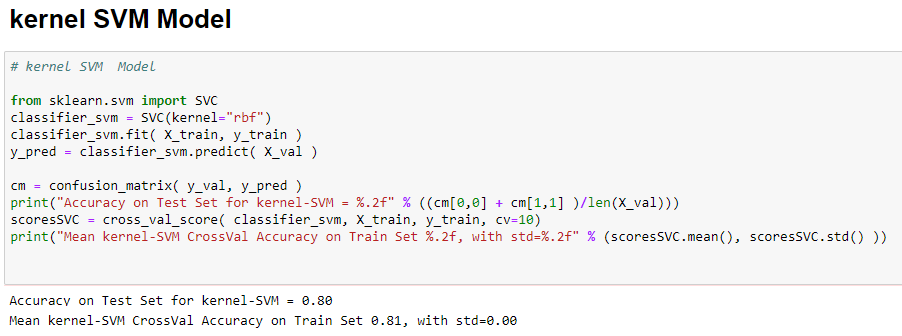 kernel SVM Model
# kernel SVM  Model
from sklearn.svm import SVC
classifier_svm = SVC(kernel="rbf")
classifier_svm.fit( X_train, y_train )
y_pred = classifier_svm.predict( X_val )
cm = confusion_matrix( y_val, y_pred )
print("Accuracy on Test Set for kernel-SVM = %.2f" % ((cm[0,0] + cm[1,1] )/len(X_val)))
scoresSVC = cross_val_score( classifier_svm, X_train, y_train, cv=10)
print("Mean kernel-SVM CrossVal Accuracy on Train Set %.2f, with std=%.2f" % (scoresSVC.mean(), scoresSVC.std() ))
Accuracy on Test Set for kernel-SVM = 0.80
Mean kernel-SVM CrossVal Accuracy on Train Set 0.81, with std=0.00